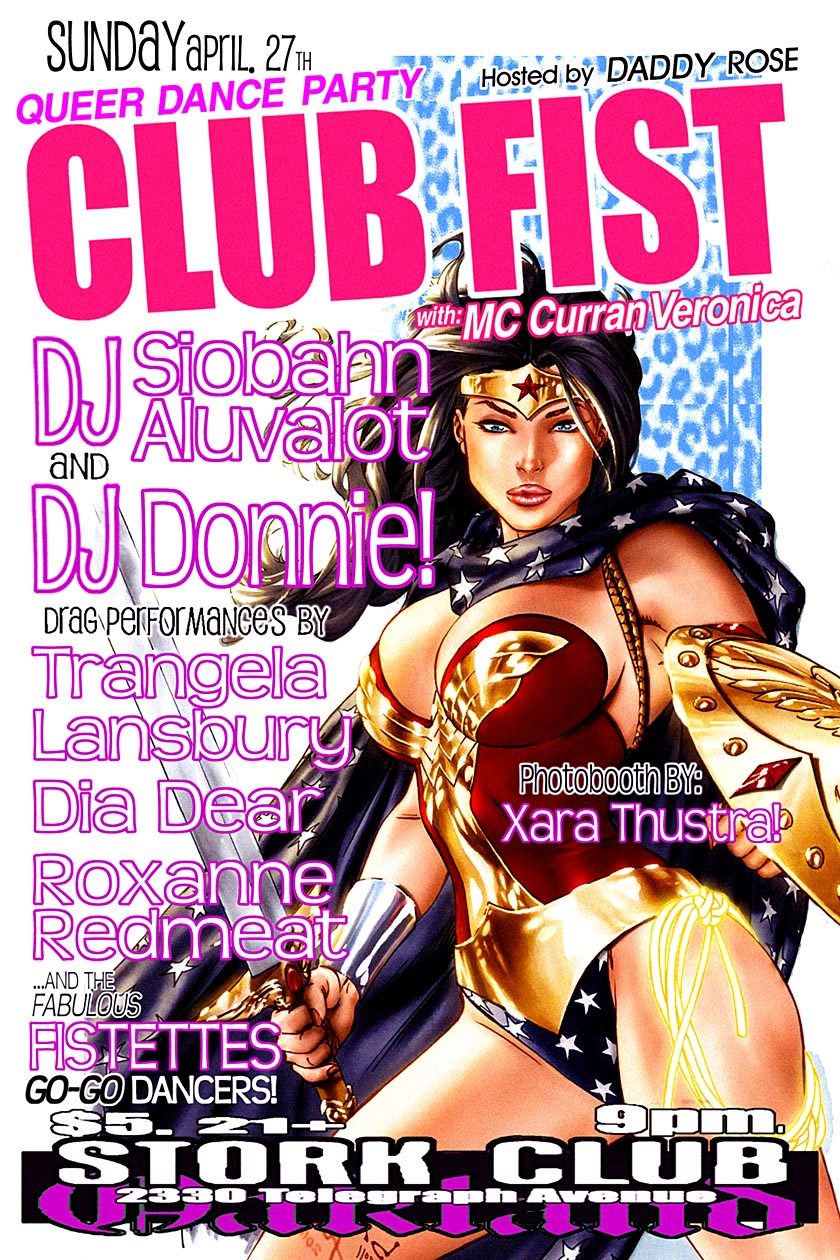 SUNDAY APRIL. 27TH
QUEER DANCE PARTY
Hosted by DADDY ROSE
CLUB FIST
with: MC Curran Veronica
DJ Siobahn
Aluvalot
AND
DJ Donnie!
DRAG PERFORMANCES BY
Trangela
Lansbury
Dia Dear
Roxanne
Redmeat
...AND THE
FABULOUS
FISTETTES
GO-GO DANCERS!
Photobooth BY:
Xara Thustra!
$5. 21+ 9pm.
STORK CLUB
2330 Telegraph Avenue
Oakland